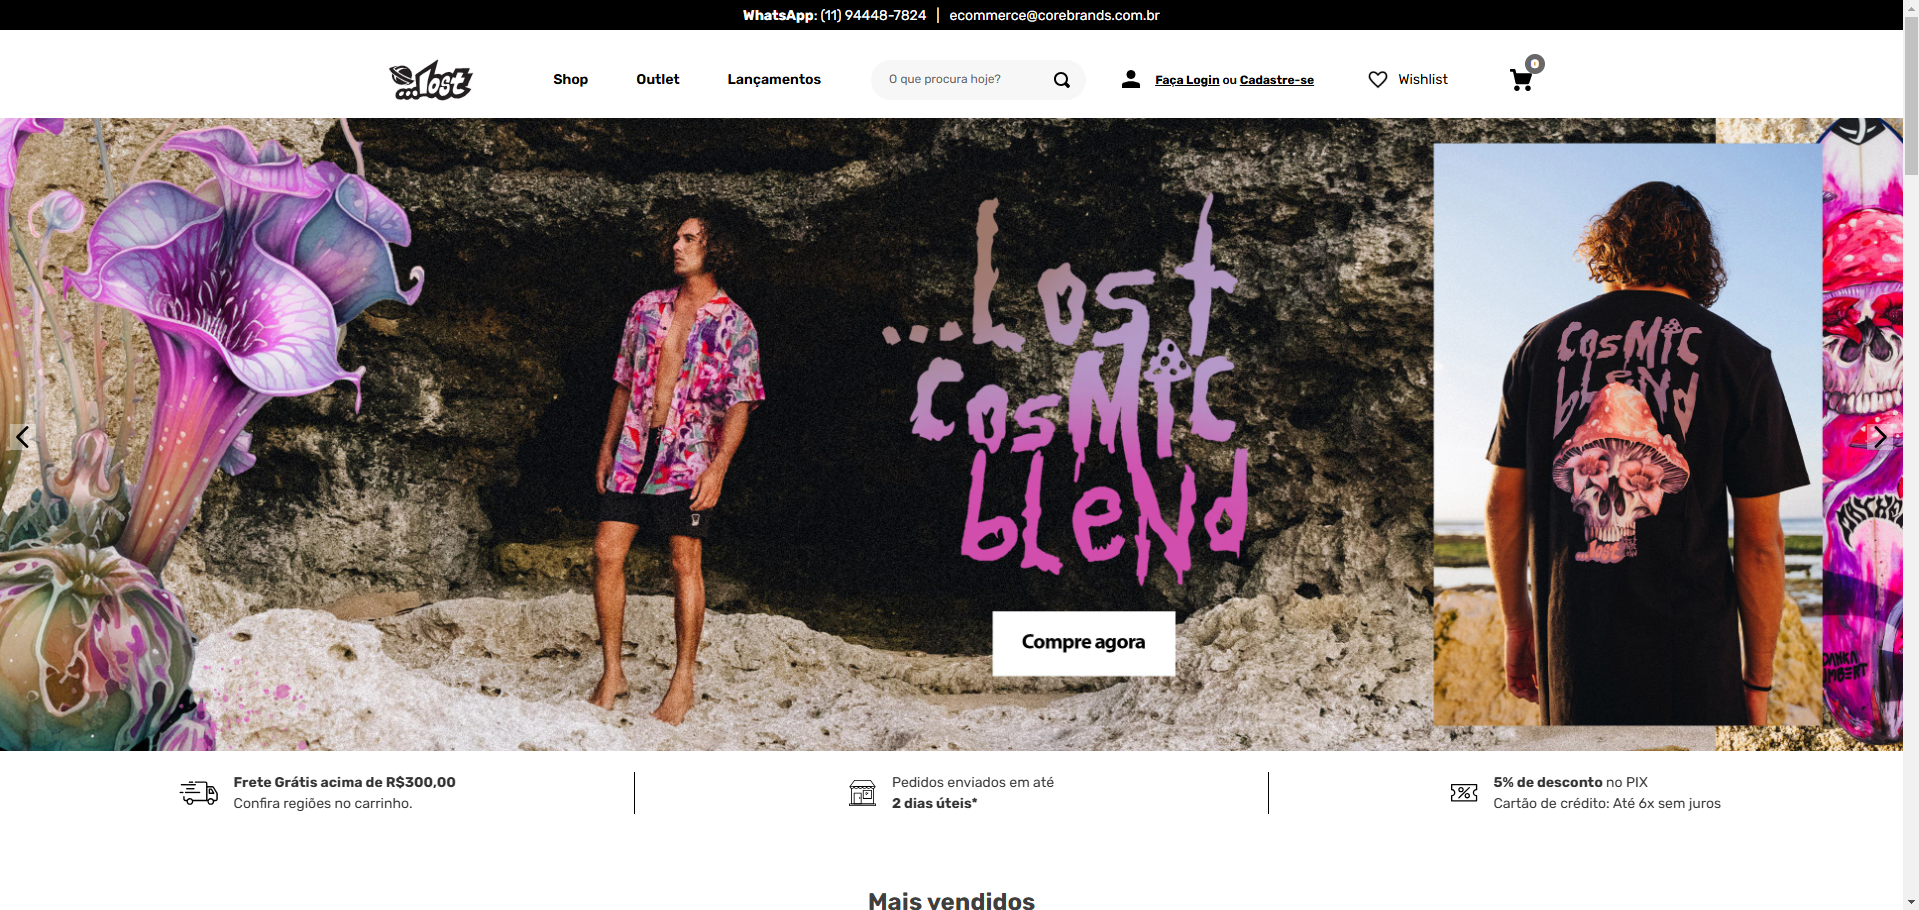 WhatsApp: (11) 94448-7824 | ecommerce@corebrands.com.br
...Lost
Shop
Outlet
Lançamentos
O que procura hoje?
Faça Login ou Cadastre-se
Wishlist
0
...Lost
Cosmic
blend
Compre agora
Cosmic
blend
...lost
Frete Grátis acima de R$300,00
Confira regiões no carrinho.
Pedidos enviados em até
2 dias úteis*
5% de desconto no PIX
Cartão de crédito: Até 6x sem juros
Mais vendidos